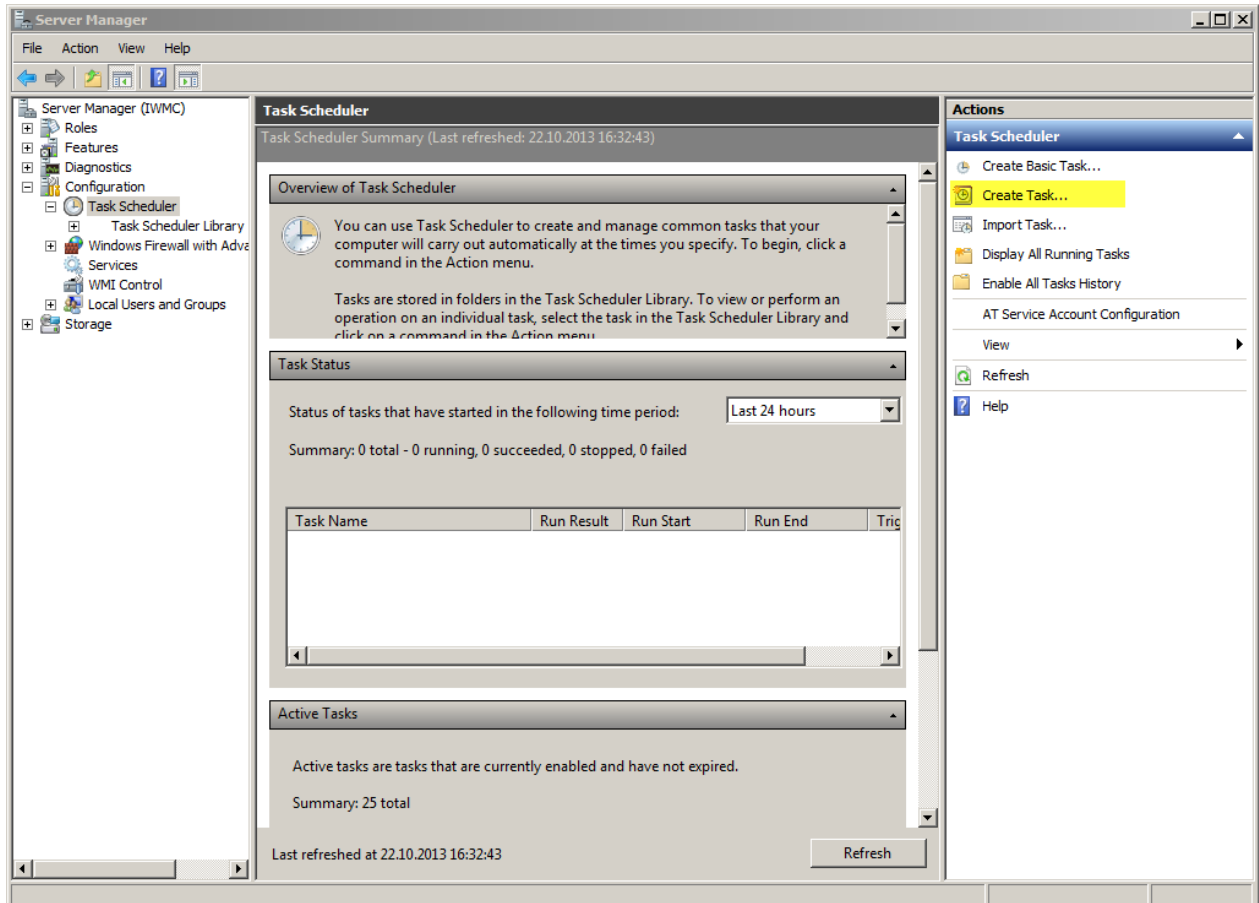 Server Manager
File Action View Help
Server Manager (IWMC)
Roles
Features
Diagnostics
Configuration
Task Scheduler
Task Scheduler Library
Windows Firewall with Adva
Services
WMI Control
Local Users and Groups
Storage
Task Scheduler
Task Scheduler Summary (Last refreshed: 22.10.2013 16:32:43)
Overview of Task Scheduler
You can use Task Scheduler to create and manage common tasks that your
computer will carry out automatically at the times you specify. To begin, click a
command in the Action menu.
Tasks are stored in folders in the Task Scheduler Library. To view or perform an
operation on an individual task, select the task in the Task Scheduler Library and
click on a command in the Action menu
Task Status
Status of tasks that have started in the following time period: Last 24 hours
Summary: 0 total - 0 running, 0 succeeded, 0 stopped, 0 failed
Task Name Run Result Run Start Run End Trig
Active Tasks
Active tasks are tasks that are currently enabled and have not expired.
Summary: 25 total
Last refreshed at 22.10.2013 16:32:43 Refresh
Actions
Task Scheduler
Create Basic Task...
Create Task...
Import Task...
Display All Running Tasks
Enable All Tasks History
AT Service Account Configuration
View
Refresh
Help